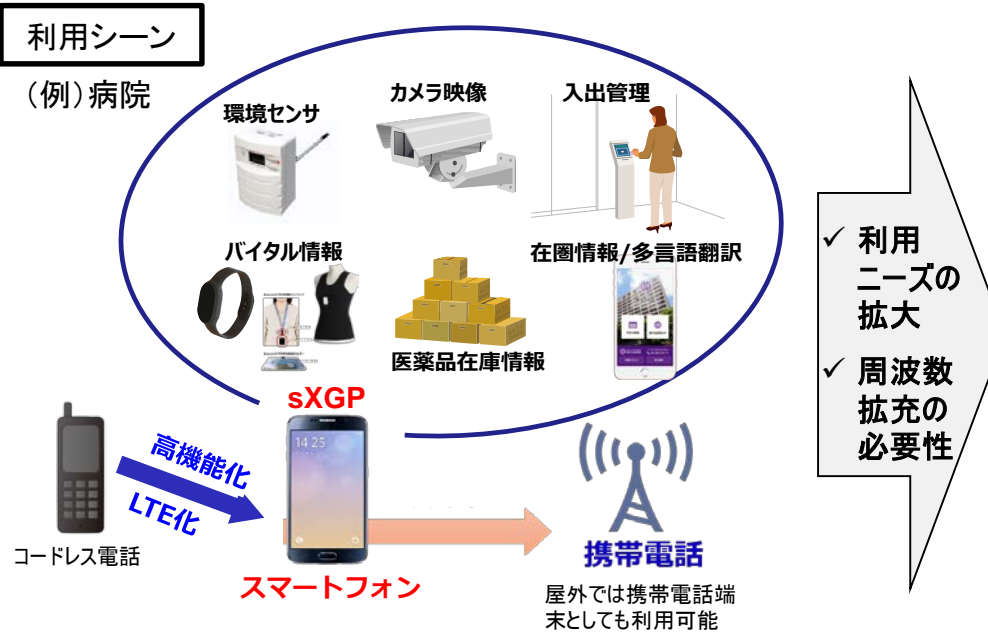 利用シーン
（例）病院
環境センサ
カメラ映像
入出管理
バイタル情報
在圏情報/多言語翻訳
医薬品在庫情報
sXGP
14 25
高機能化
LTE化
コードレス電話
スマートフォン
携帯電話
屋外では携帯電話端
末としても利用可能
✓ 利用
ニーズの
拡大
✓ 周波数
拡充の
必要性